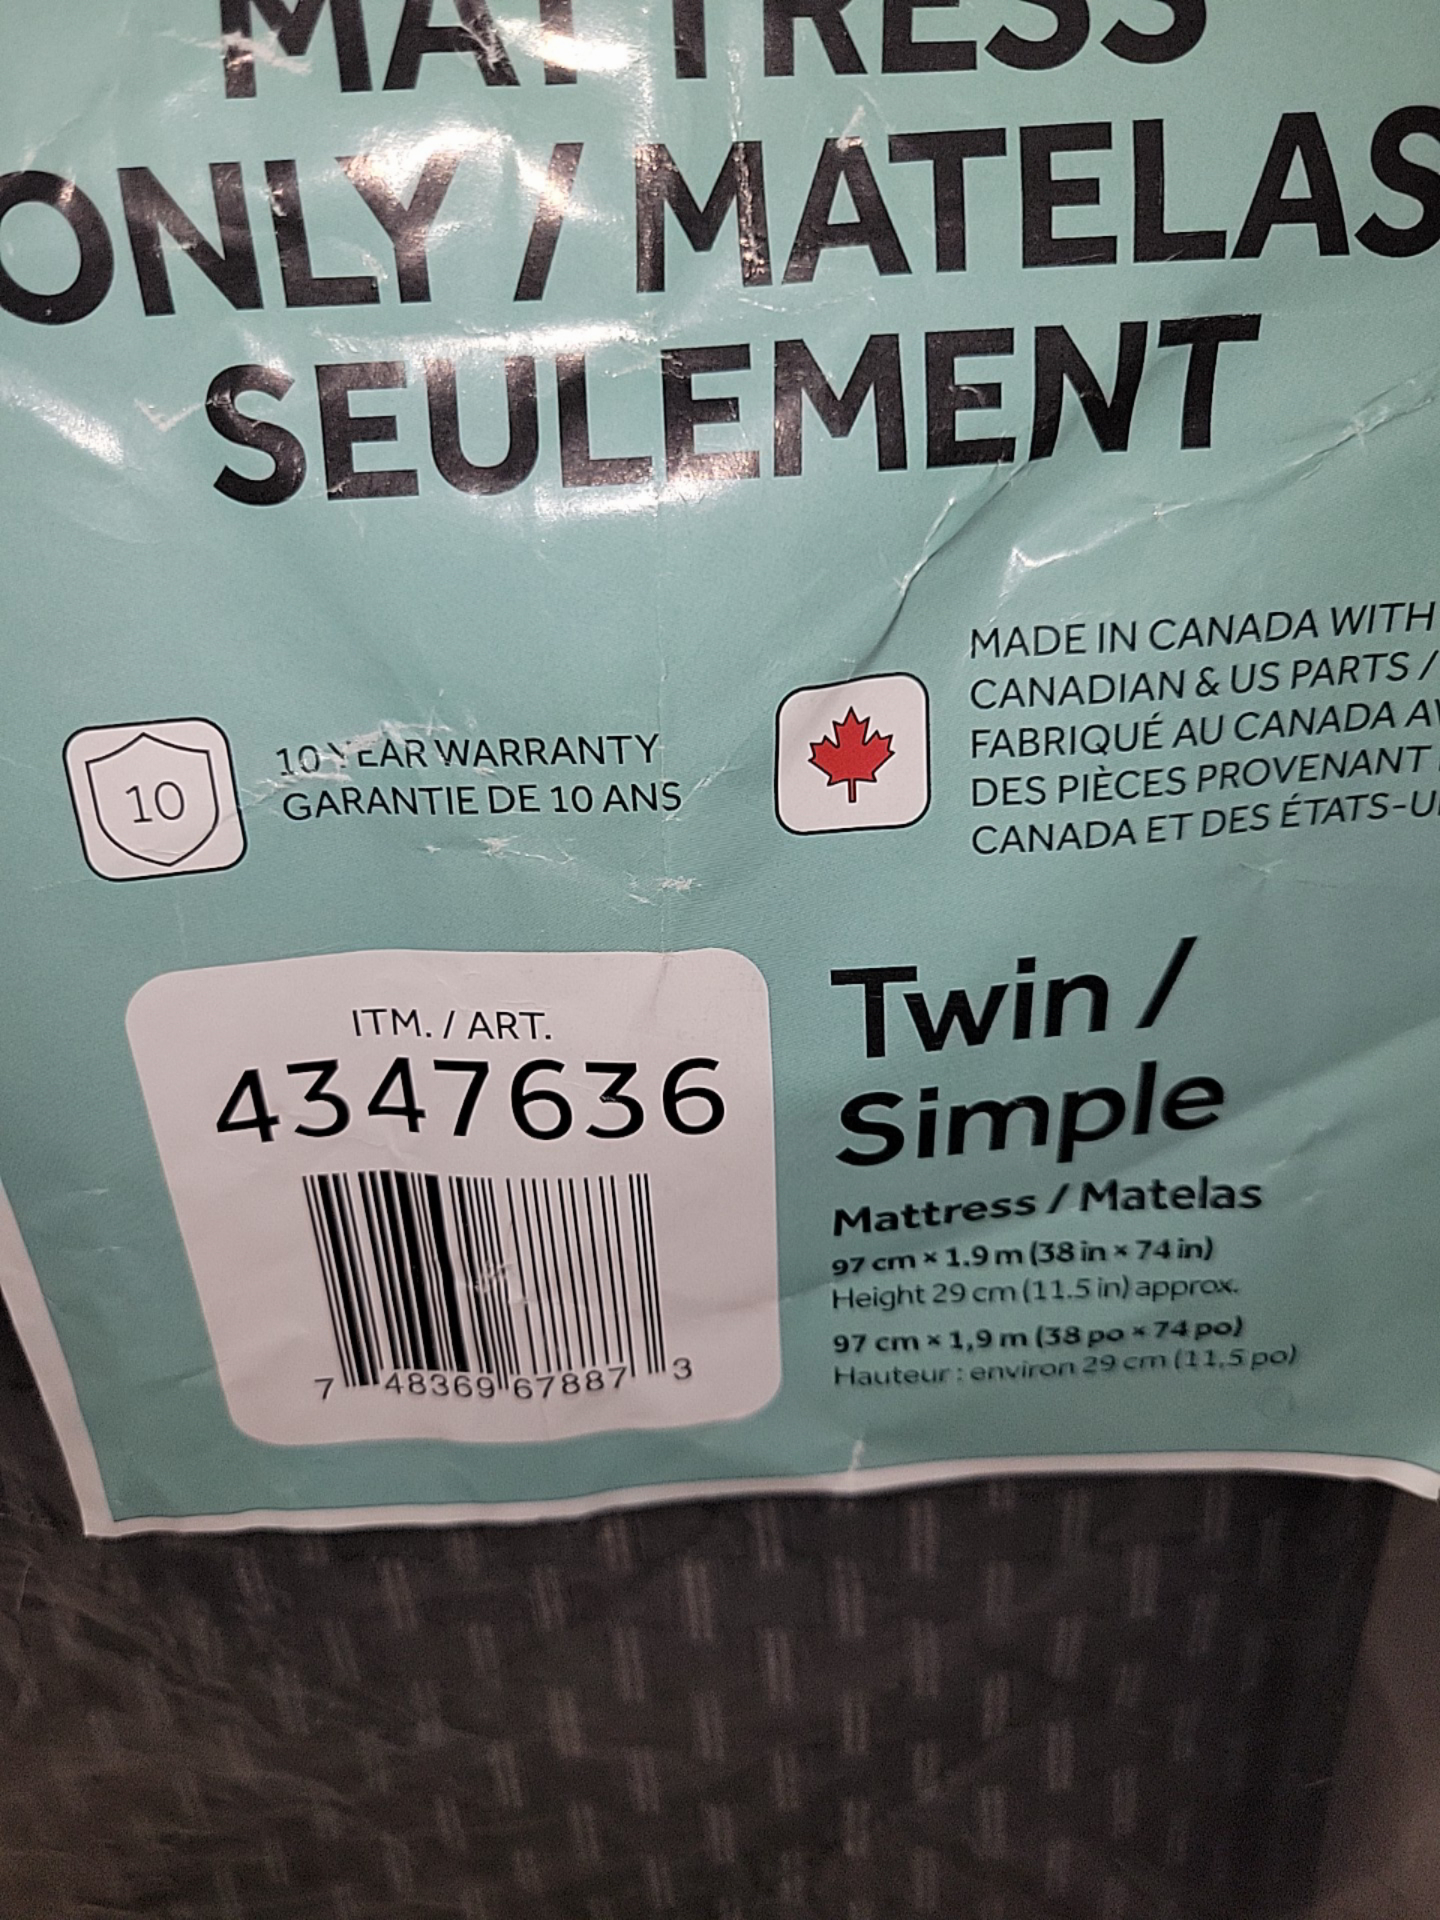 MATTRESS
ONLY / MATELAS
SEULEMENT
10 YEAR WARRANTY
GARANTIE DE 10 ANS
10
MADE IN CANADA WITH
CANADIAN & US PARTS /
FABRIQUÉ AU CANADA
DES PIÈCES PROVENANT
CANADA ET DES
ITM. / ART.
4347636
7 48369 67887 3
Twin /
Simple
Mattress / Matelas
97 cm × 1.9 m (38 in × 74 in)
Height 29 cm (11.5 in) approx.
97 cm × 1,9 m (38 po × 74 po)
Hauteur : environ 29 cm (11,5 po)